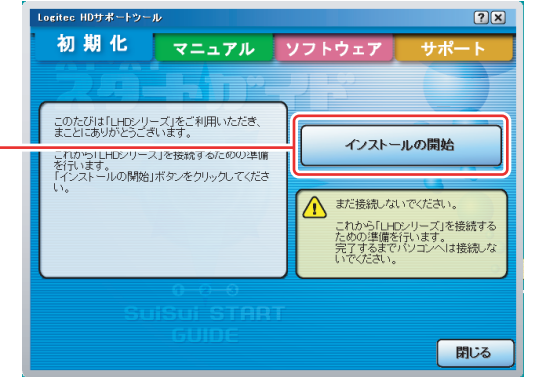 Logitec HDサポートツール
初期化 マニュアル ソフトウェア サポート
スタートガイド
このたびは「LHDシリーズ」をご利用いただき、
まことにありがとうございます。
これから「LHDシリーズ」を接続するための準備
を行います。
「インストールの開始」ボタンをクリックしてくださ
い。
インストールの開始
まだ接続しないでください。
これから「LHDシリーズ」を接続する
ための準備を行います。
完了するまでパソコンへは接続しな
いでください。
SuiSui START
GUIDE
閉じる